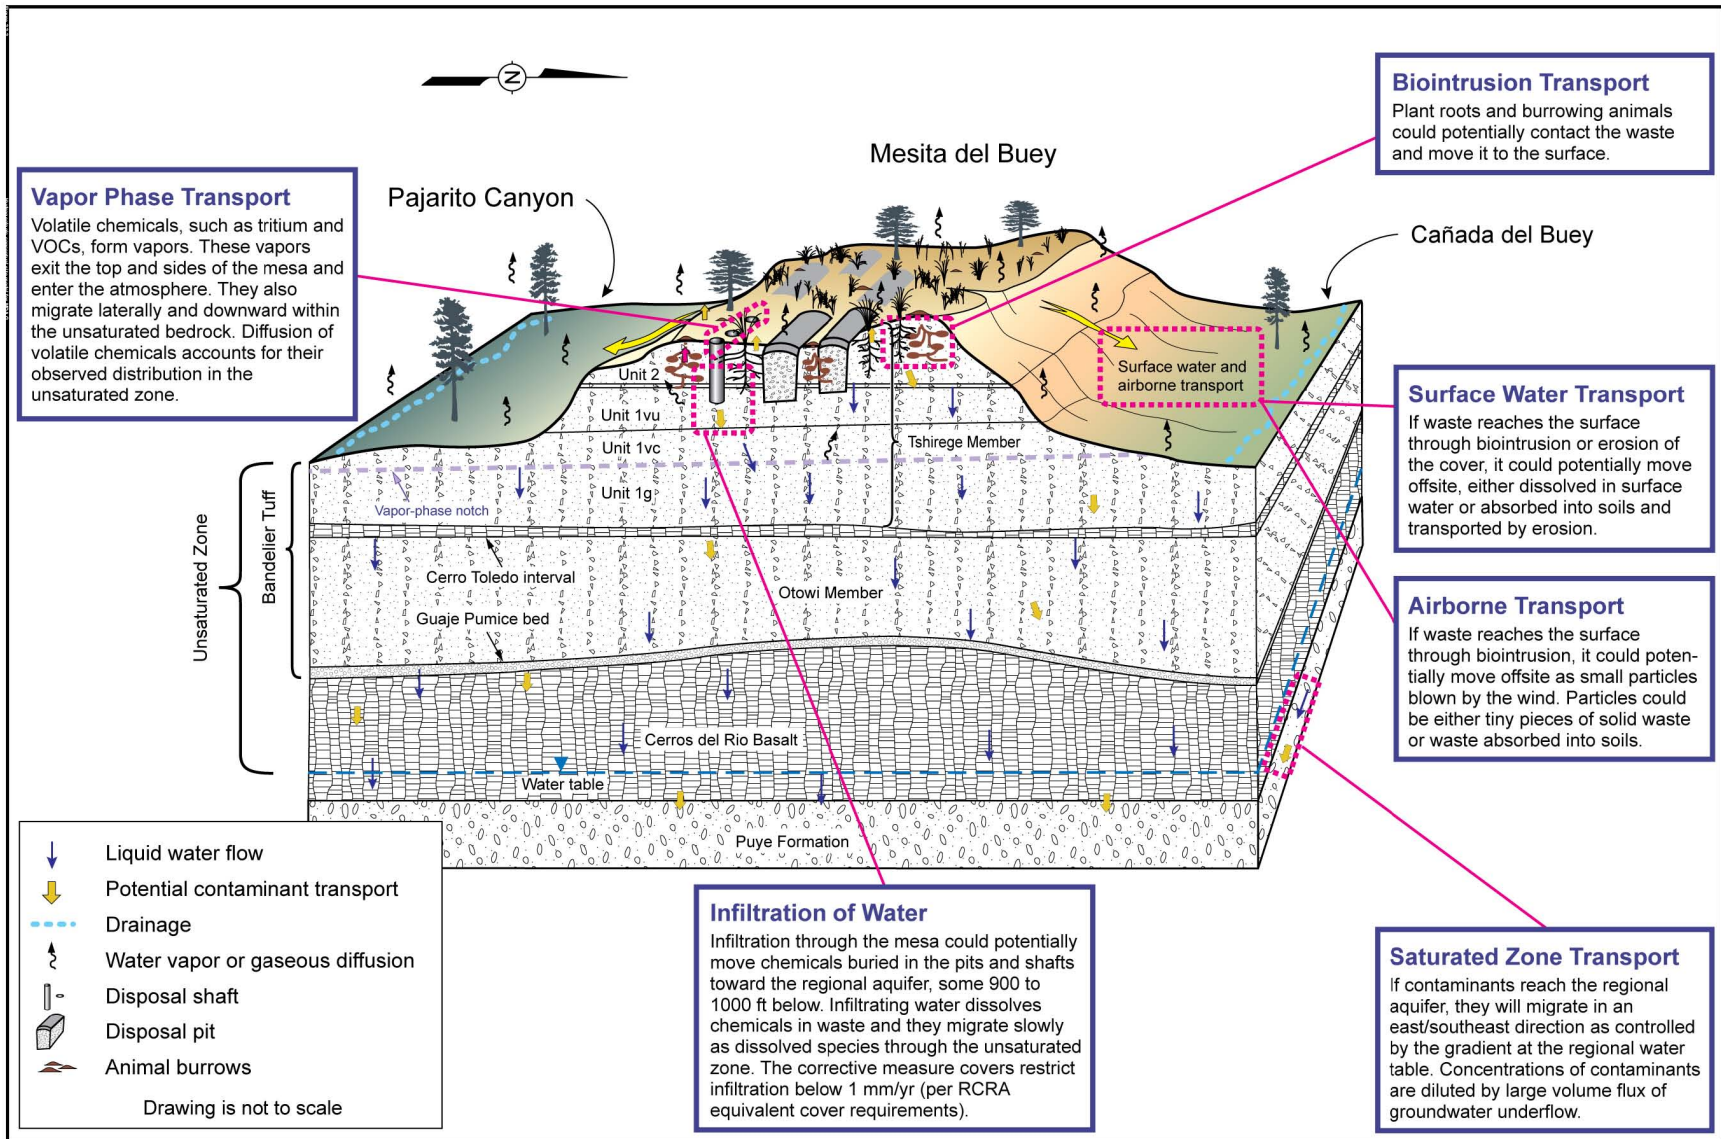 N
Mesita del Buey
Pajarito Canyon
Cañada del Buey
Biointrusion Transport
Plant roots and burrowing animals
could potentially contact the waste
and move it to the surface.
Vapor Phase Transport
Volatile chemicals, such as tritium and
VOCs, form vapors. These vapors
exit the top and sides of the mesa and
enter the atmosphere. They also
migrate laterally and downward within
the unsaturated bedrock. Diffusion of
volatile chemicals accounts for their
observed distribution in the
unsaturated zone.
Surface water and
airborne transport
Surface Water Transport
If waste reaches the surface
through biointrusion or erosion of
the cover, it could potentially move
offsite, either dissolved in surface
water or absorbed into soils and
transported by erosion.
Airborne Transport
If waste reaches the surface
through biointrusion, it could poten-
tially move offsite as small particles
blown by the wind. Particles could
be either tiny pieces of solid waste
or waste absorbed into soils.
Unit 2
Unit 1vu
Unit 1vc
Unit 1g
Tshirege Member
Vapor-phase notch
Cerro Toledo interval
Otowi Member
Guaje Pumice bed
Cerros del Rio Basalt
Water table
Puye Formation
Unsaturated Zone
Bandelier Tuff
Liquid water flow
Potential contaminant transport
Drainage
Water vapor or gaseous diffusion
Disposal shaft
Disposal pit
Animal burrows
Drawing is not to scale
Infiltration of Water
Infiltration through the mesa could potentially
move chemicals buried in the pits and shafts
toward the regional aquifer, some 900 to
1000 ft below. Infiltrating water dissolves
chemicals in waste and they migrate slowly
as dissolved species through the unsaturated
zone. The corrective measure covers restrict
infiltration below 1 mm/yr (per RCRA
equivalent cover requirements).
Saturated Zone Transport
If contaminants reach the regional
aquifer, they will migrate in an
east/southeast direction as controlled
by the gradient at the regional water
table. Concentrations of contaminants
are diluted by large volume flux of
groundwater underflow.